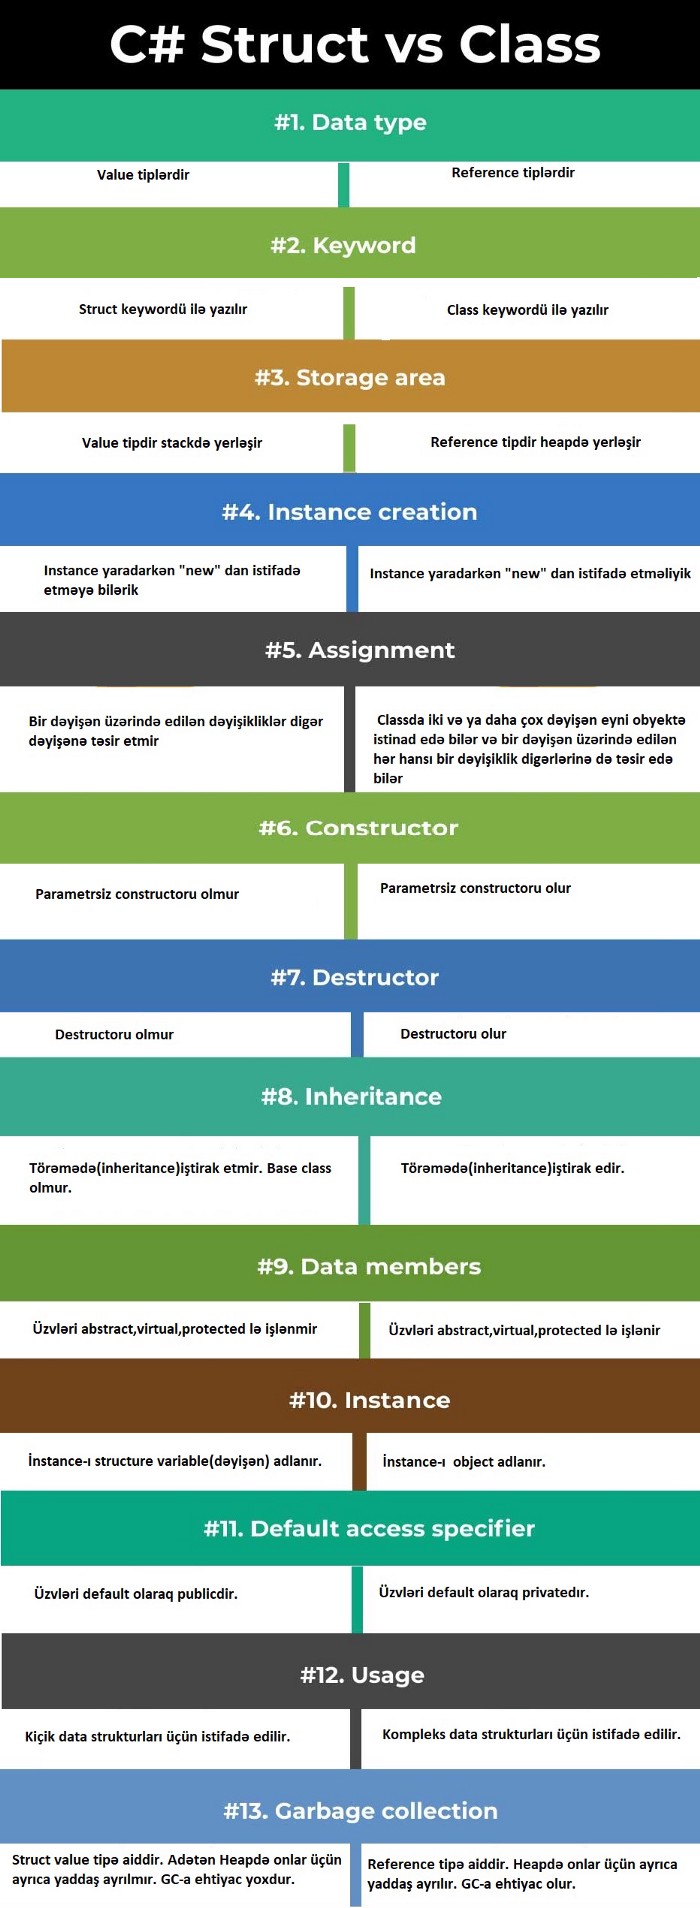 C# Struct vs Class
#1. Data type
Value tiplərdir
Reference tiplərdir
#2. Keyword
Struct keywordü ilə yazılır
Class keywordü ilə yazılır
#3. Storage area
Value tipdir stackdə yerləşir
Reference tipdir heapdə yerləşir
#4. Instance creation
Instance yaradarkən "new" dan istifadə
etməyə bilərik
Instance yaradarkən "new" dan istifadə etməliyik
#5. Assignment
Bir dəyişən üzərində edilən dəyişikliklər digər
dəyişənə təsir etmir
Classda iki və ya daha çox dəyişən eyni obyektə
istinad edə bilər və bir dəyişən üzərində edilən
hər hansı bir dəyişiklik digərlərinə də təsir edə
bilər
#6. Constructor
Parametrsiz constructoru olmur
Parametrsiz constructoru olur
#7. Destructor
Destructoru olmur
Destructoru olur
#8. Inheritance
Törəmədə(inheritance)iştirak etmir. Base class
olmur.
Törəmədə(inheritance)iştirak edir.
#9. Data members
Üzvləri abstract,virtual,protected lə işlənmir
Üzvləri abstract,virtual,protected lə işlənir
#10. Instance
İnstance-ı structure variable(dəyişən) adlanır.
İnstance-ı object adlanır.
#11. Default access specifier
Üzvləri default olaraq publicdir.
Üzvləri default olaraq privatedır.
#12. Usage
Kiçik data strukturları üçün istifadə edilir.
Kompleks data strukturları üçün istifadə edilir.
#13. Garbage collection
Struct value tipə aiddir. Adətən Heapdə onlar üçün
ayrıca yaddaş ayrılmır. GC-a ehtiyac yoxdur.
Reference tipə aiddir. Heapdə onlar üçün ayrıca
yaddaş ayrılır. GC-a ehtiyac olur.